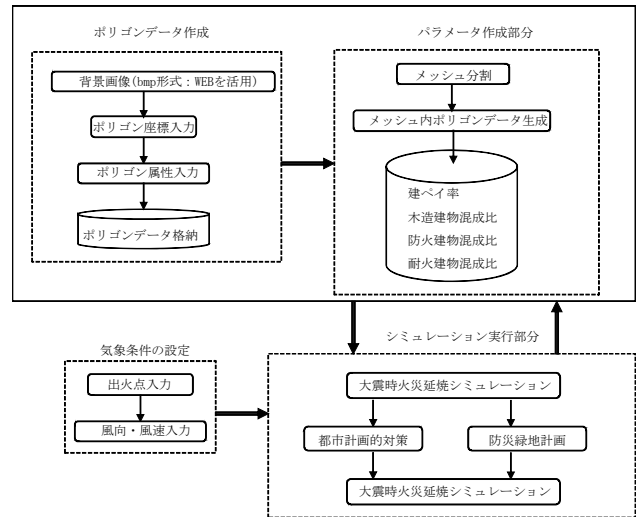 ポリゴンデータ作成
背景画像(bmp形式：WEBを活用)
ポリゴン座標入力
ポリゴン属性入力
ポリゴンデータ格納
パラメータ作成部分
メッシュ分割
メッシュ内ポリゴンデータ生成
建ペイ率
木造建物混成比
防火建物混成比
耐火建物混成比
気象条件の設定
出火点入力
風向・風速入力
シミュレーション実行部分
大震時火災延焼シミュレーション
都市計画的対策
防災緑地計画
大震時火災延焼シミュレーション